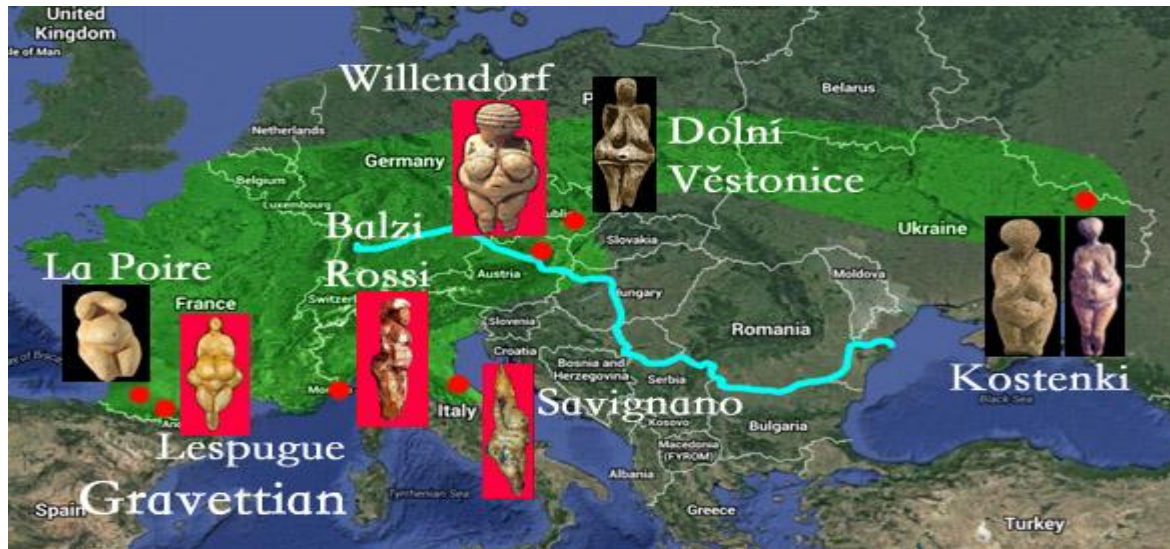 United
Kingdom
Isle of Man
Netherlands
Belgium
Luxembourg
Germany
Belarus
Willendorf
Dolní
Věstonice
Balzi
Rossi
La Poire
France
Austria
Slovakia
Ukraine
Moldova
Hungary
Slovenia
Croatia
Romania
Bosnia and
Herzegovina
Serbia
Italy
Savignano
Kostenki
Black Sea
Kosovo
Bulgaria
Macedonia
(FYROM)
Albania
Lespugue
Gravettian
Tyrrhenian Sea
Spain
Greece
Turkey